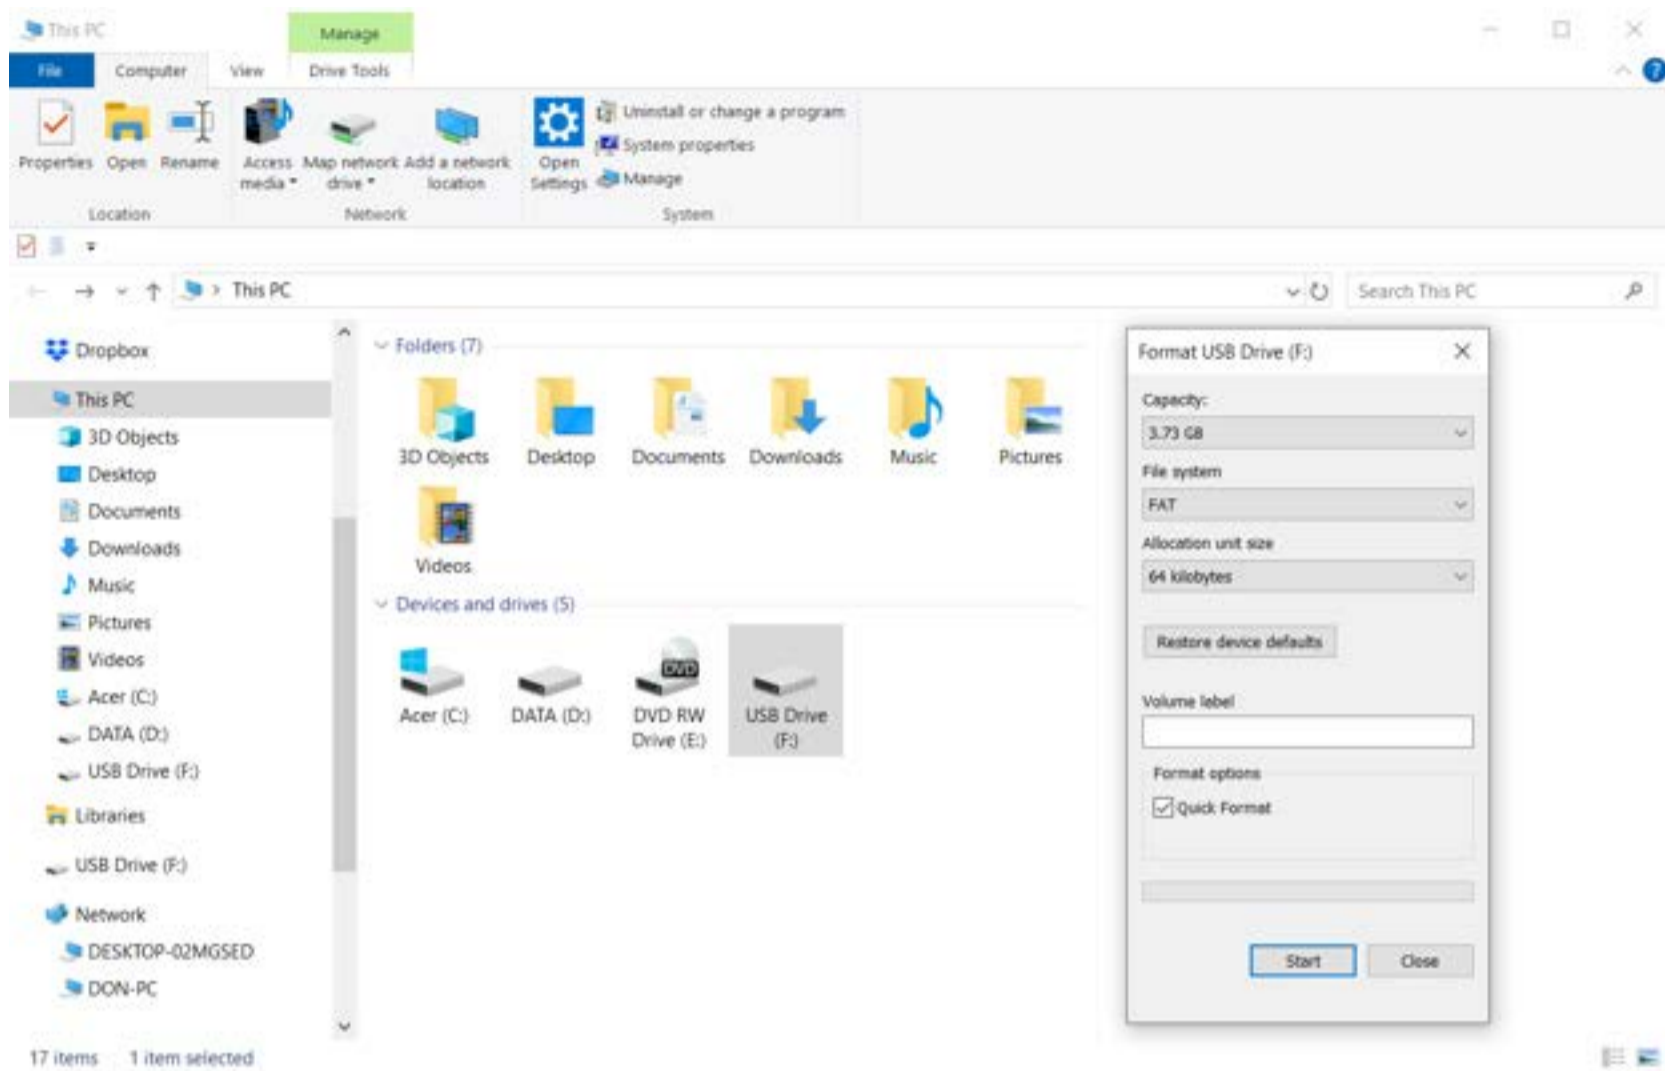 This PC
Manage
File
Computer
View
Drive Tools
Properties
Open
Rename
Access media
Map network drive
Add a network location
Open Settings
Uninstall or change a program
System properties
Manage
Location
Network
System
This PC
Search This PC
Dropbox
This PC
3D Objects
Desktop
Documents
Downloads
Music
Pictures
Videos
Acer (C:)
DATA (D:)
USB Drive (F:)
Libraries
USB Drive (F:)
Network
DESKTOP-02MGSED
DON-PC
Folders (7)
3D Objects
Desktop
Documents
Downloads
Music
Pictures
Videos
Devices and drives (5)
Acer (C:)
DATA (D:)
DVD
DVD RW
Drive (E:)
USB Drive
(F:)
Format USB Drive (F:)
Capacity:
3.73 GB
File system
FAT
Allocation unit size
64 kilobytes
Restore device defaults
Volume label
Format options
Quick Format
Start
Close
17 items
1 item selected